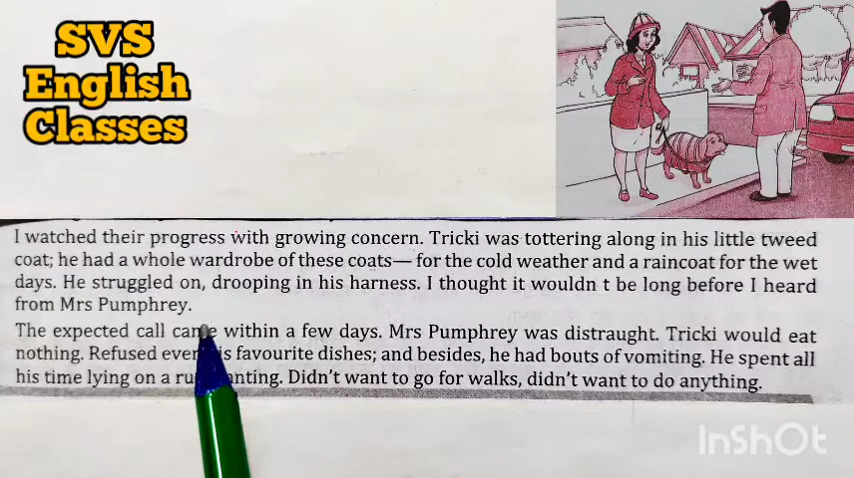 SVS
English
Classes
I watched their progress with growing concern. Tricki was tottering along in his little tweed
coat; he had a whole wardrobe of these coats— for the cold weather and a raincoat for the wet
days. He struggled on, drooping in his harness. I thought it wouldn t be long before I heard
from Mrs Pumphrey.
The expected call came within a few days. Mrs Pumphrey was distraught. Tricki would eat
nothing. Refused even is favourite dishes; and besides, he had bouts of vomiting. He spent all
his time lying on a ru nting. Didn't want to go for walks, didn't want to do anything.
InShOt